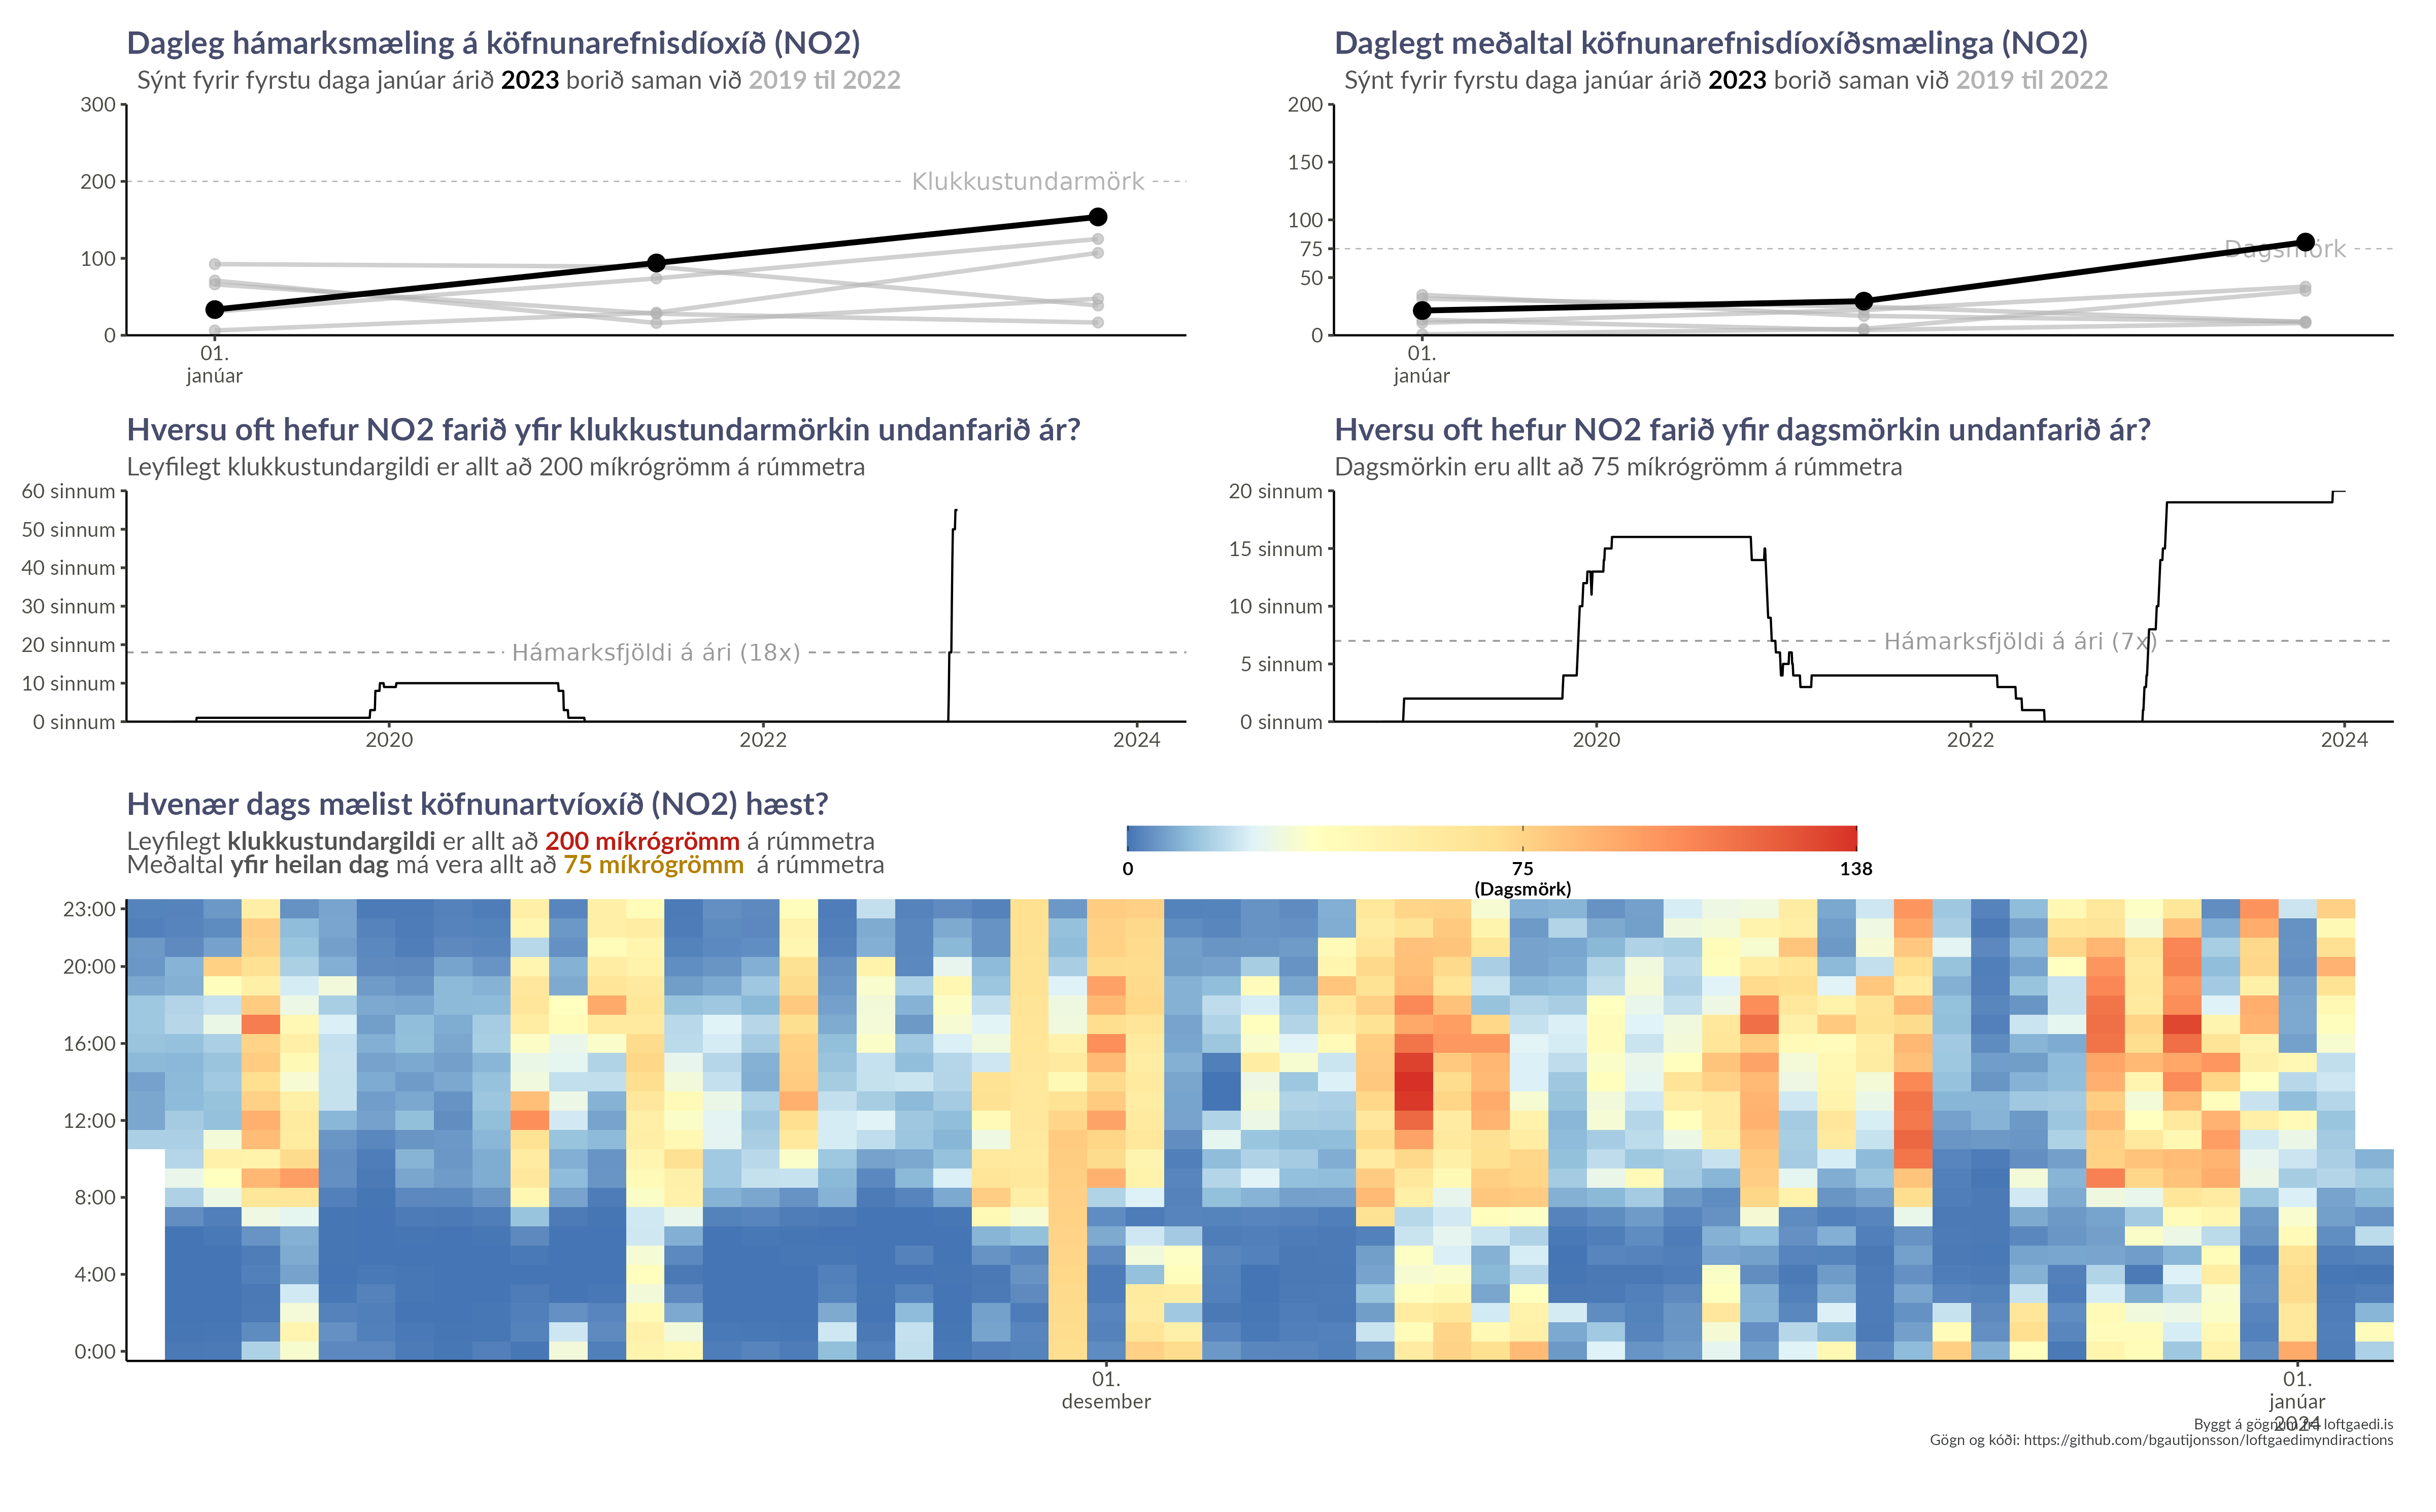 Dagleg hámarksmæling á köfnunarefnisdíoxíð (NO2)
Sýnt fyrir fyrstu daga janúar árið 2023 borið saman við 2019 til 2022
300
200
100
0
Klukkustundarmörk
01.
janúar
Daglegt meðaltal köfnunarefnisdíoxíðsmælinga (NO2)
Sýnt fyrir fyrstu daga janúar árið 2023 borið saman við 2019 til 2022
200
150
100
75
50
0
Dagsmörk
01.
janúar
Hversu oft hefur NO2 farið yfir klukkustundarmörkin undanfarið ár?
Leyfilegt klukkustundargildi er allt að 200 míkrógrömm á rúmmetra
60 sinnum
50 sinnum
40 sinnum
30 sinnum
20 sinnum
10 sinnum
0 sinnum
Hámarksfjöldi á ári (18x)
2020
2022
2024
Hversu oft hefur NO2 farið yfir dagsmörkin undanfarið ár?
Dagsmörkin eru allt að 75 míkrógrömm á rúmmetra
20 sinnum
15 sinnum
10 sinnum
5 sinnum
0 sinnum
Hámarksfjöldi á ári (7x)
2020
2022
2024
Hvenær dags mælist köfnunartvíoxíð (NO2) hæst?
Leyfilegt klukkustundargildi er allt að 200 míkrógrömm á rúmmetra
Meðaltal yfir heilan dag má vera allt að 75 míkrógrömm á rúmmetra
0
75
(Dagsmörk)
138
23:00
20:00
16:00
12:00
8:00
4:00
0:00
01.
desember
01.
janúar
2024
Byggt á gögnum frá loftgaedi.is
Gögn og kóði: https://github.com/bgautijonsson/loftgaedimyndiractions